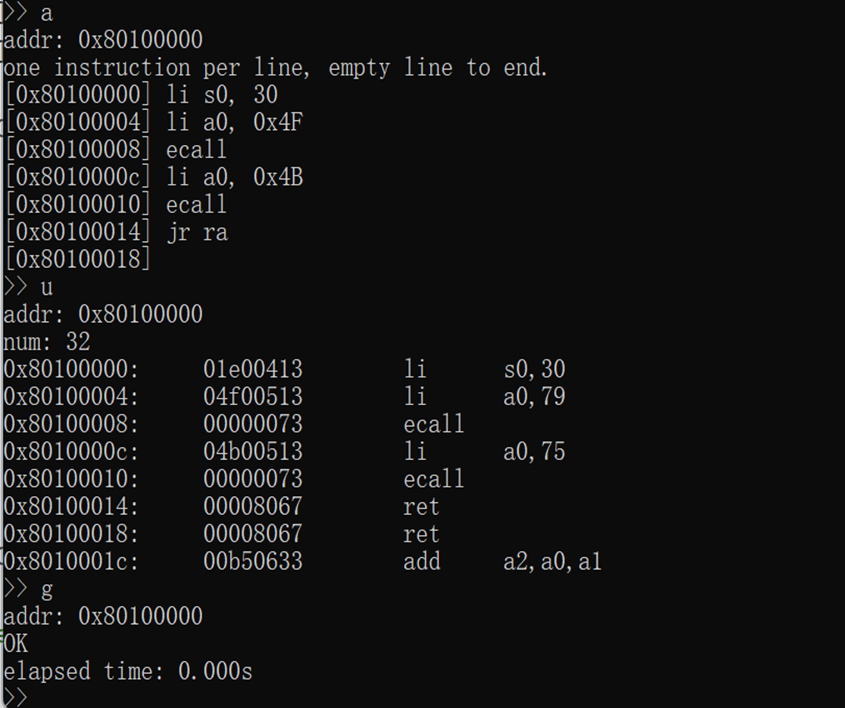 >> a
addr: 0x80100000
one instruction per line, empty line to end.
[0x80100000] li s0, 30
[0x80100004] li a0, 0x4F
[0x80100008] ecall
[0x8010000c] li a0, 0x4B
[0x80100010] ecall
[0x80100014] jr ra
[0x80100018]
>> u
addr: 0x80100000
num: 32
0x80100000: 01e00413 li s0,30
0x80100004: 04f00513 li a0,79
0x80100008: 00000073 ecall
0x8010000c: 04b00513 li a0,75
0x80100010: 00000073 ecall
0x80100014: 00008067 ret
0x80100018: 00008067 ret
0x8010001c: 00b50633 add a2,a0,a1
>> g
addr: 0x80100000
OK
elapsed time: 0.000s
>>